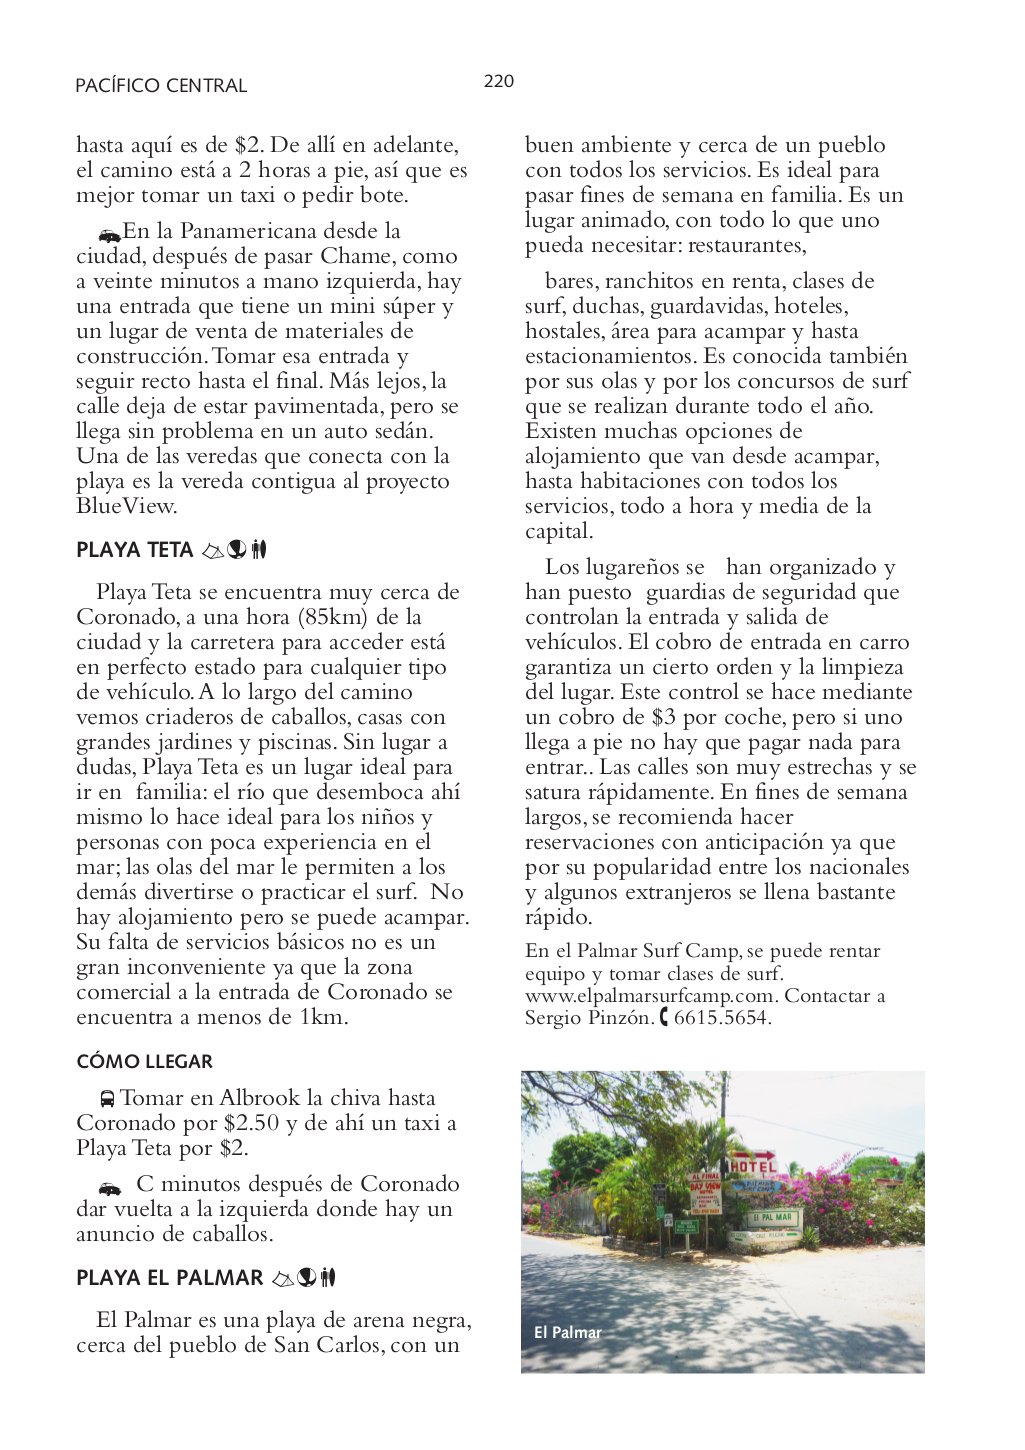 PACÍFICO CENTRAL
220
hasta aquí es de $2. De allí en adelante,
el camino está a 2 horas a pie, así que es
mejor tomar un taxi o pedir bote.
En la Panamericana desde la
ciudad, después de pasar Chame, como
a veinte minutos a mano izquierda, hay
una entrada que tiene un mini súper y
un lugar de venta de materiales de
construcción. Tomar esa entrada y
seguir recto hasta el final. Más lejos, la
calle deja de estar pavimentada, pero se
llega sin problema en un auto sedán.
Una de las veredas que conecta con la
playa es la vereda contigua al proyecto
BlueView.
PLAYA TETA
Playa Teta se encuentra muy cerca de
Coronado, a una hora (85km) de la
ciudad y la carretera para acceder está
en perfecto estado para cualquier tipo
de vehículo. A lo largo del camino
vemos criaderos de caballos, casas con
grandes jardines y piscinas. Sin lugar a
dudas, Playa Teta es un lugar ideal para
ir en familia: el río que desemboca ahí
mismo lo hace ideal para los niños y
personas con poca experiencia en el
mar; las olas del mar le permiten a los
demás divertirse o practicar el surf. No
hay alojamiento pero se puede acampar.
Su falta de servicios básicos no es un
gran inconveniente ya que la zona
comercial a la entrada de Coronado se
encuentra a menos de 1km.
CÓMO LLEGAR
Tomar en Albrook la chiva hasta
Coronado por $2.50 y de ahí un taxi a
Playa Teta por $2.
C minutos después de Coronado
dar vuelta a la izquierda donde hay un
anuncio de caballos.
PLAYA EL PALMAR
El Palmar es una playa de arena negra,
cerca del pueblo de San Carlos, con un
buen ambiente y cerca de un pueblo
con todos los servicios. Es ideal para
pasar fines de semana en familia. Es un
lugar animado, con todo lo que uno
pueda necesitar: restaurantes,
bares, ranchitos en renta, clases de
surf, duchas, guardavidas, hoteles,
hostales, área para acampar y hasta
estacionamientos. Es conocida también
por sus olas y por los concursos de surf
que se realizan durante todo el año.
Existen muchas opciones de
alojamiento que van desde acampar,
hasta habitaciones con todos los
servicios, todo a hora y media de la
capital.
Los lugareños se han organizado y
han puesto guardias de seguridad que
controlan la entrada y salida de
vehículos. El cobro de entrada en carro
garantiza un cierto orden y la limpieza
del lugar. Este control se hace mediante
un cobro de $3 por coche, pero si uno
llega a pie no hay que pagar nada para
entrar.. Las calles son muy estrechas y se
satura rápidamente. En fines de semana
largos, se recomienda hacer
reservaciones con anticipación ya que
por su popularidad entre los nacionales
y algunos extranjeros se llena bastante
rápido.
En el Palmar Surf Camp, se puede rentar
equipo y tomar clases de surf.
www.elpalmarsurfcamp.com. Contactar a
Sergio Pinzón. 6615.5654.
HOTEL
AL FINAL
BAY VIEW
HOTEL
EL PALMAR
El Palmar